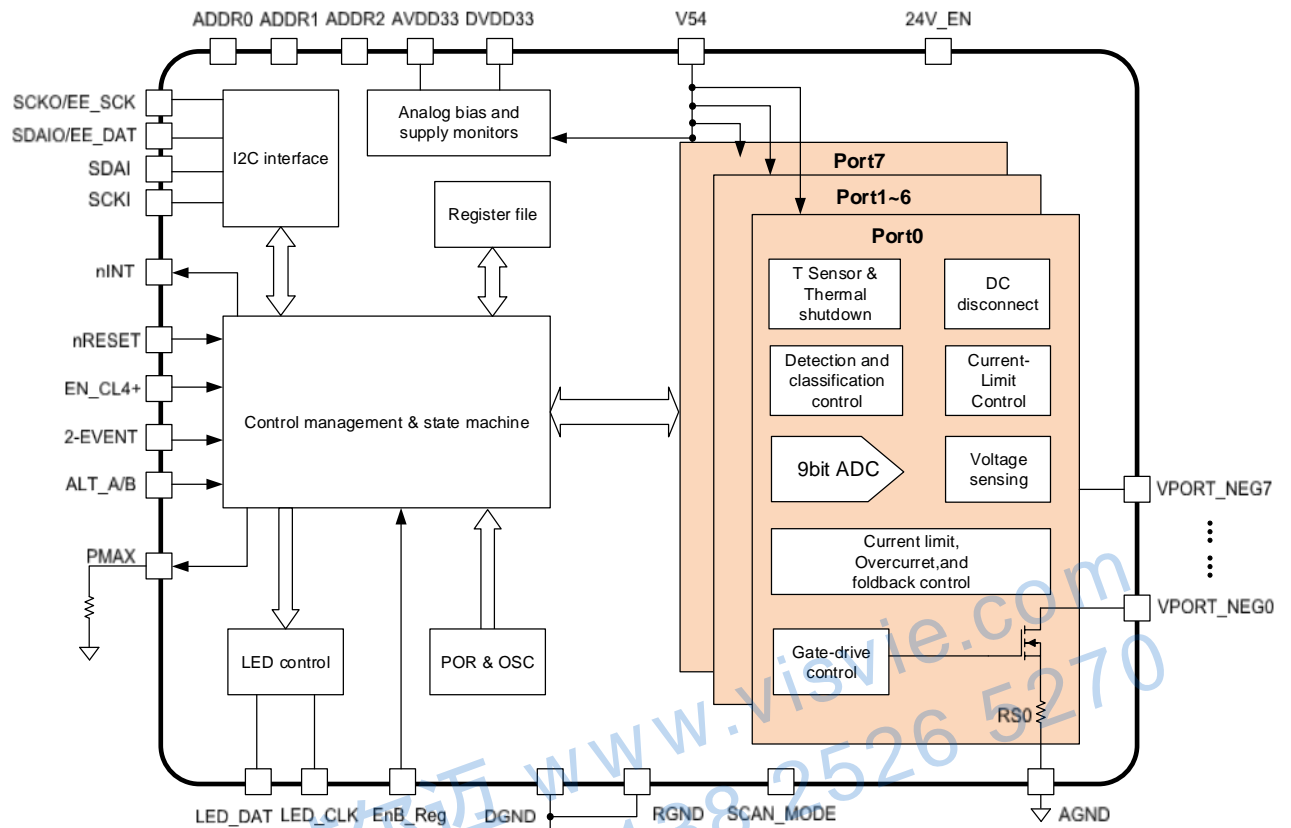 ADDR0 ADDR1 ADDR2 AVDD33 DVDD33 V54 24V_EN
SCKO/EE_SCK
SDAIO/EE_DAT
SDAI
SCKI
nINT
nRESET
EN_CL4+
2-EVENT
ALT_A/B
PMAX
I2C interface
Analog bias and
supply monitors
Register file
Control management & state machine
LED control
POR & OSC
Port7
Port1~6
Port0
T Sensor &
Thermal
shutdown
DC
disconnect
Detection and
classification
control
Current-
Limit
Control
9bit ADC
Voltage
sensing
Current limit,
Overcurret,and
foldback control
Gate-drive
control
RS0
VPORT_NEG7
VPORT_NEG0
LED_DAT LED_CLK EnB_Reg DGND RGND SCAN_MODE AGND
迈 www.visvie.com
138 2526 5270